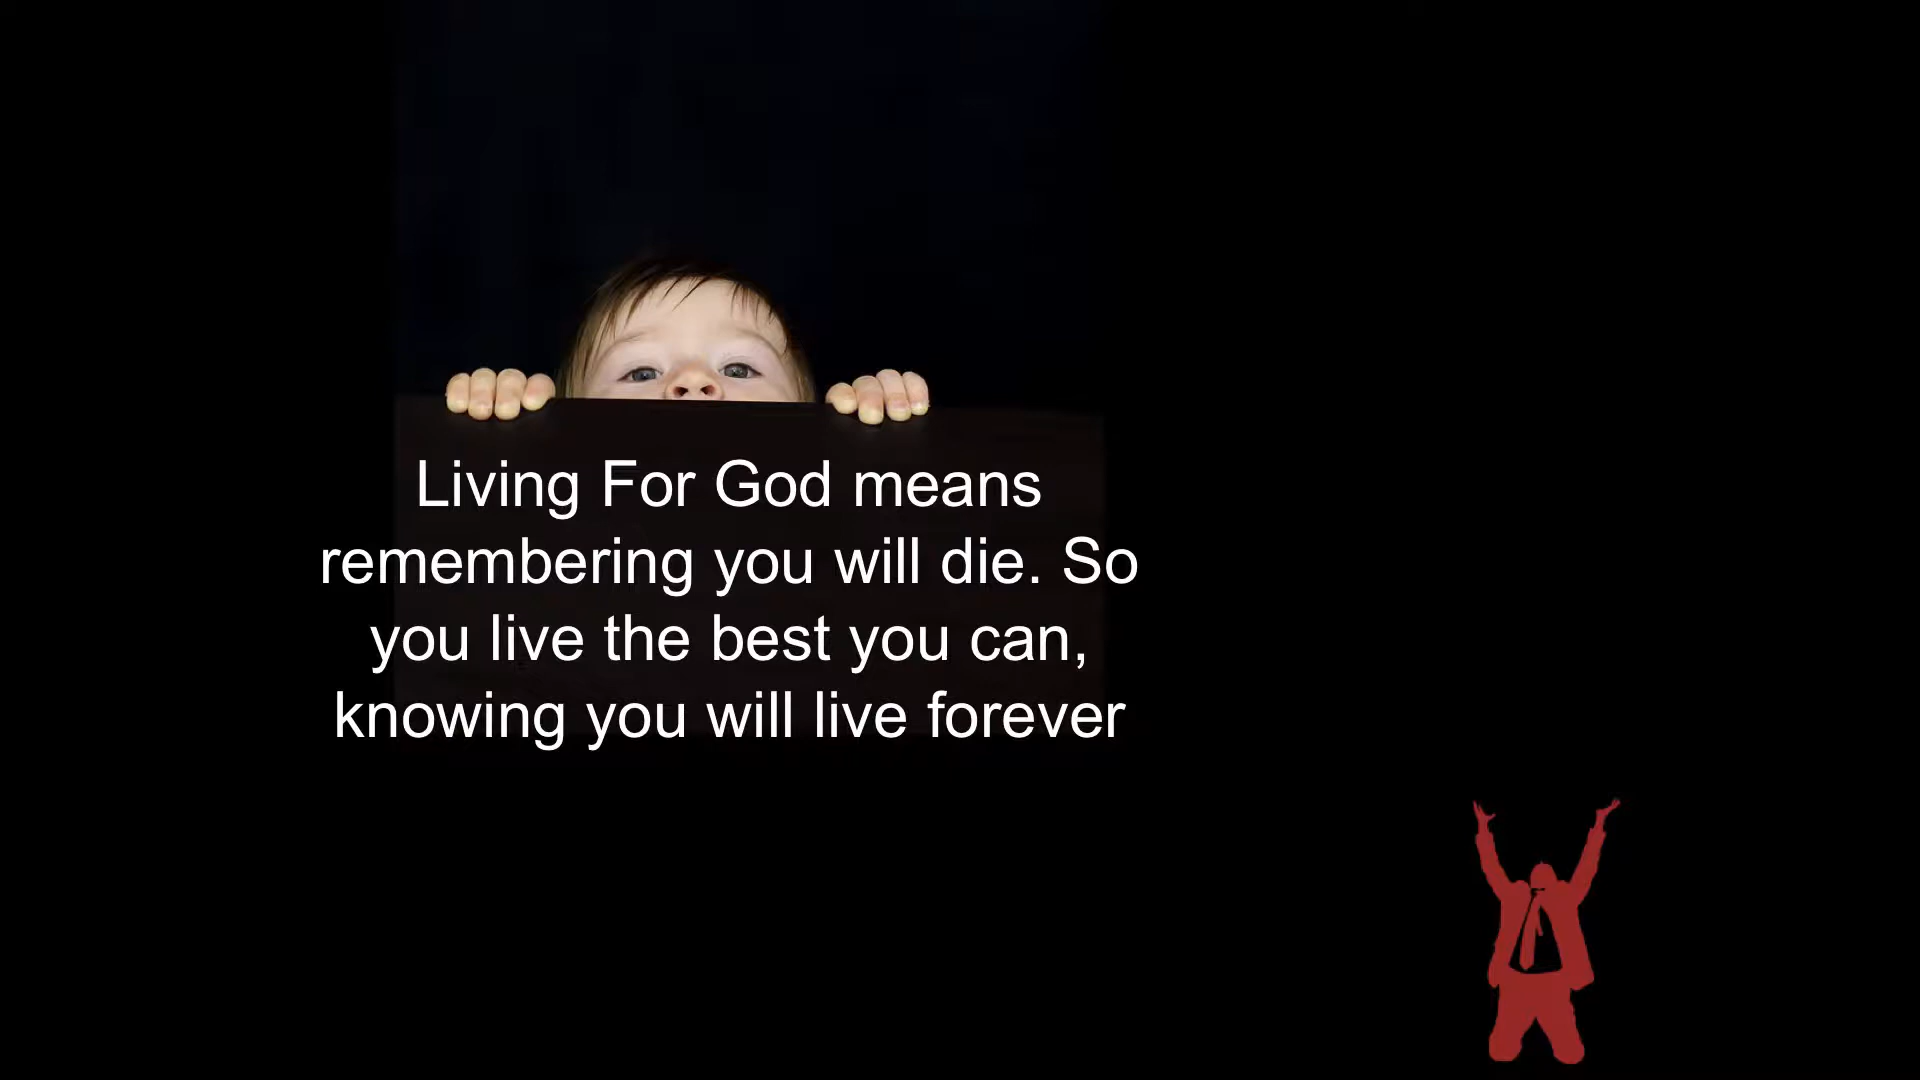 Living For God means
remembering you will die. So
you live the best you can,
knowing you will live forever